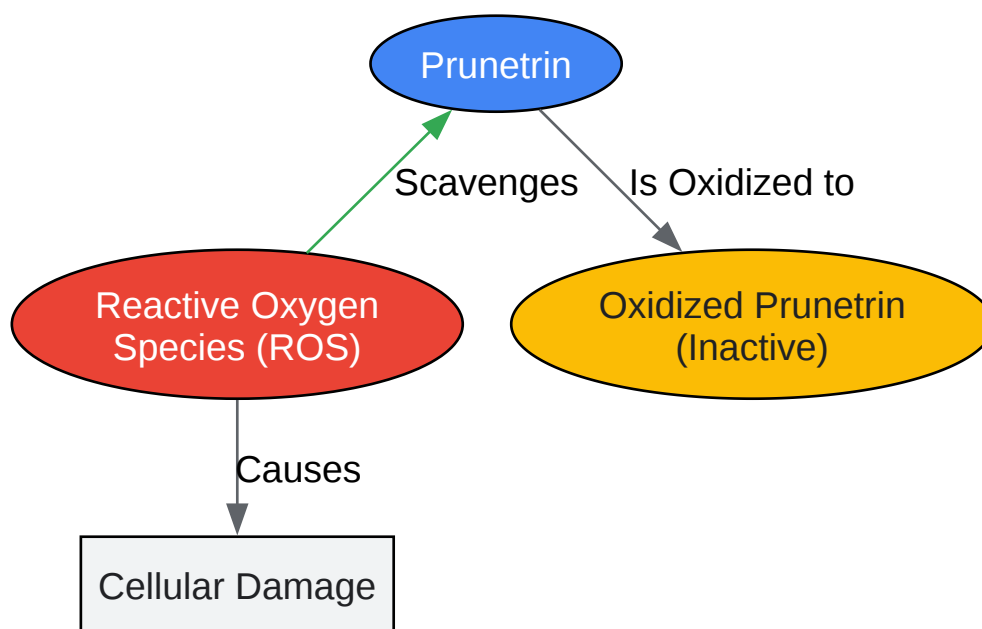 Prunetrin
Scavenges
Is Oxidized to
Reactive Oxygen
Species (ROS)
Oxidized Prunetrin
(Inactive)
Causes
Cellular Damage